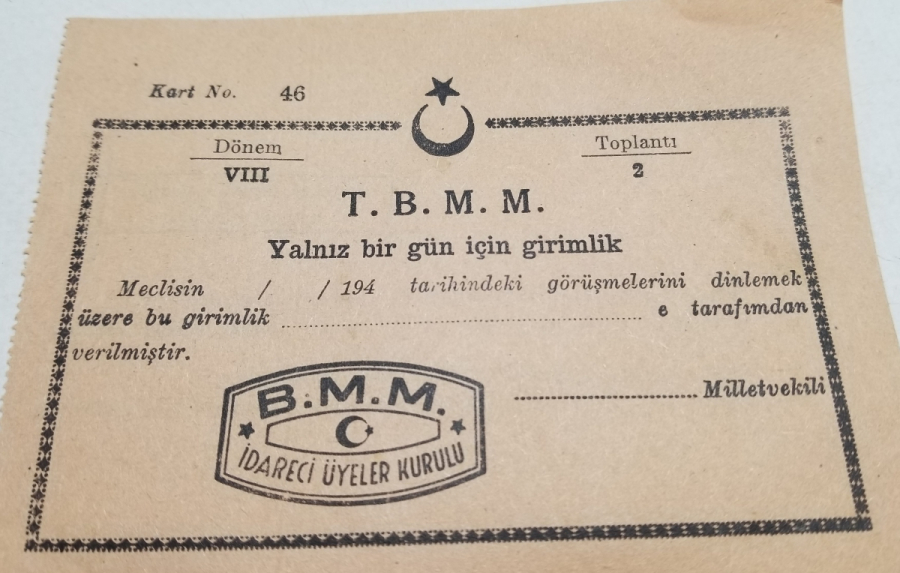 Kart No. 46
Dönem Toplantı
VIII 2
T. B. M. M.
Yalnız bir gün için girimlik
Meclisin / / 194 tarihindeki görüşmelerini dinlemek
üzere bu girimlik ........................ e tarafımdan
verilmiştir.
........................ Milletvekili
B.M.M.
İDARECİ ÜYELER KURULU